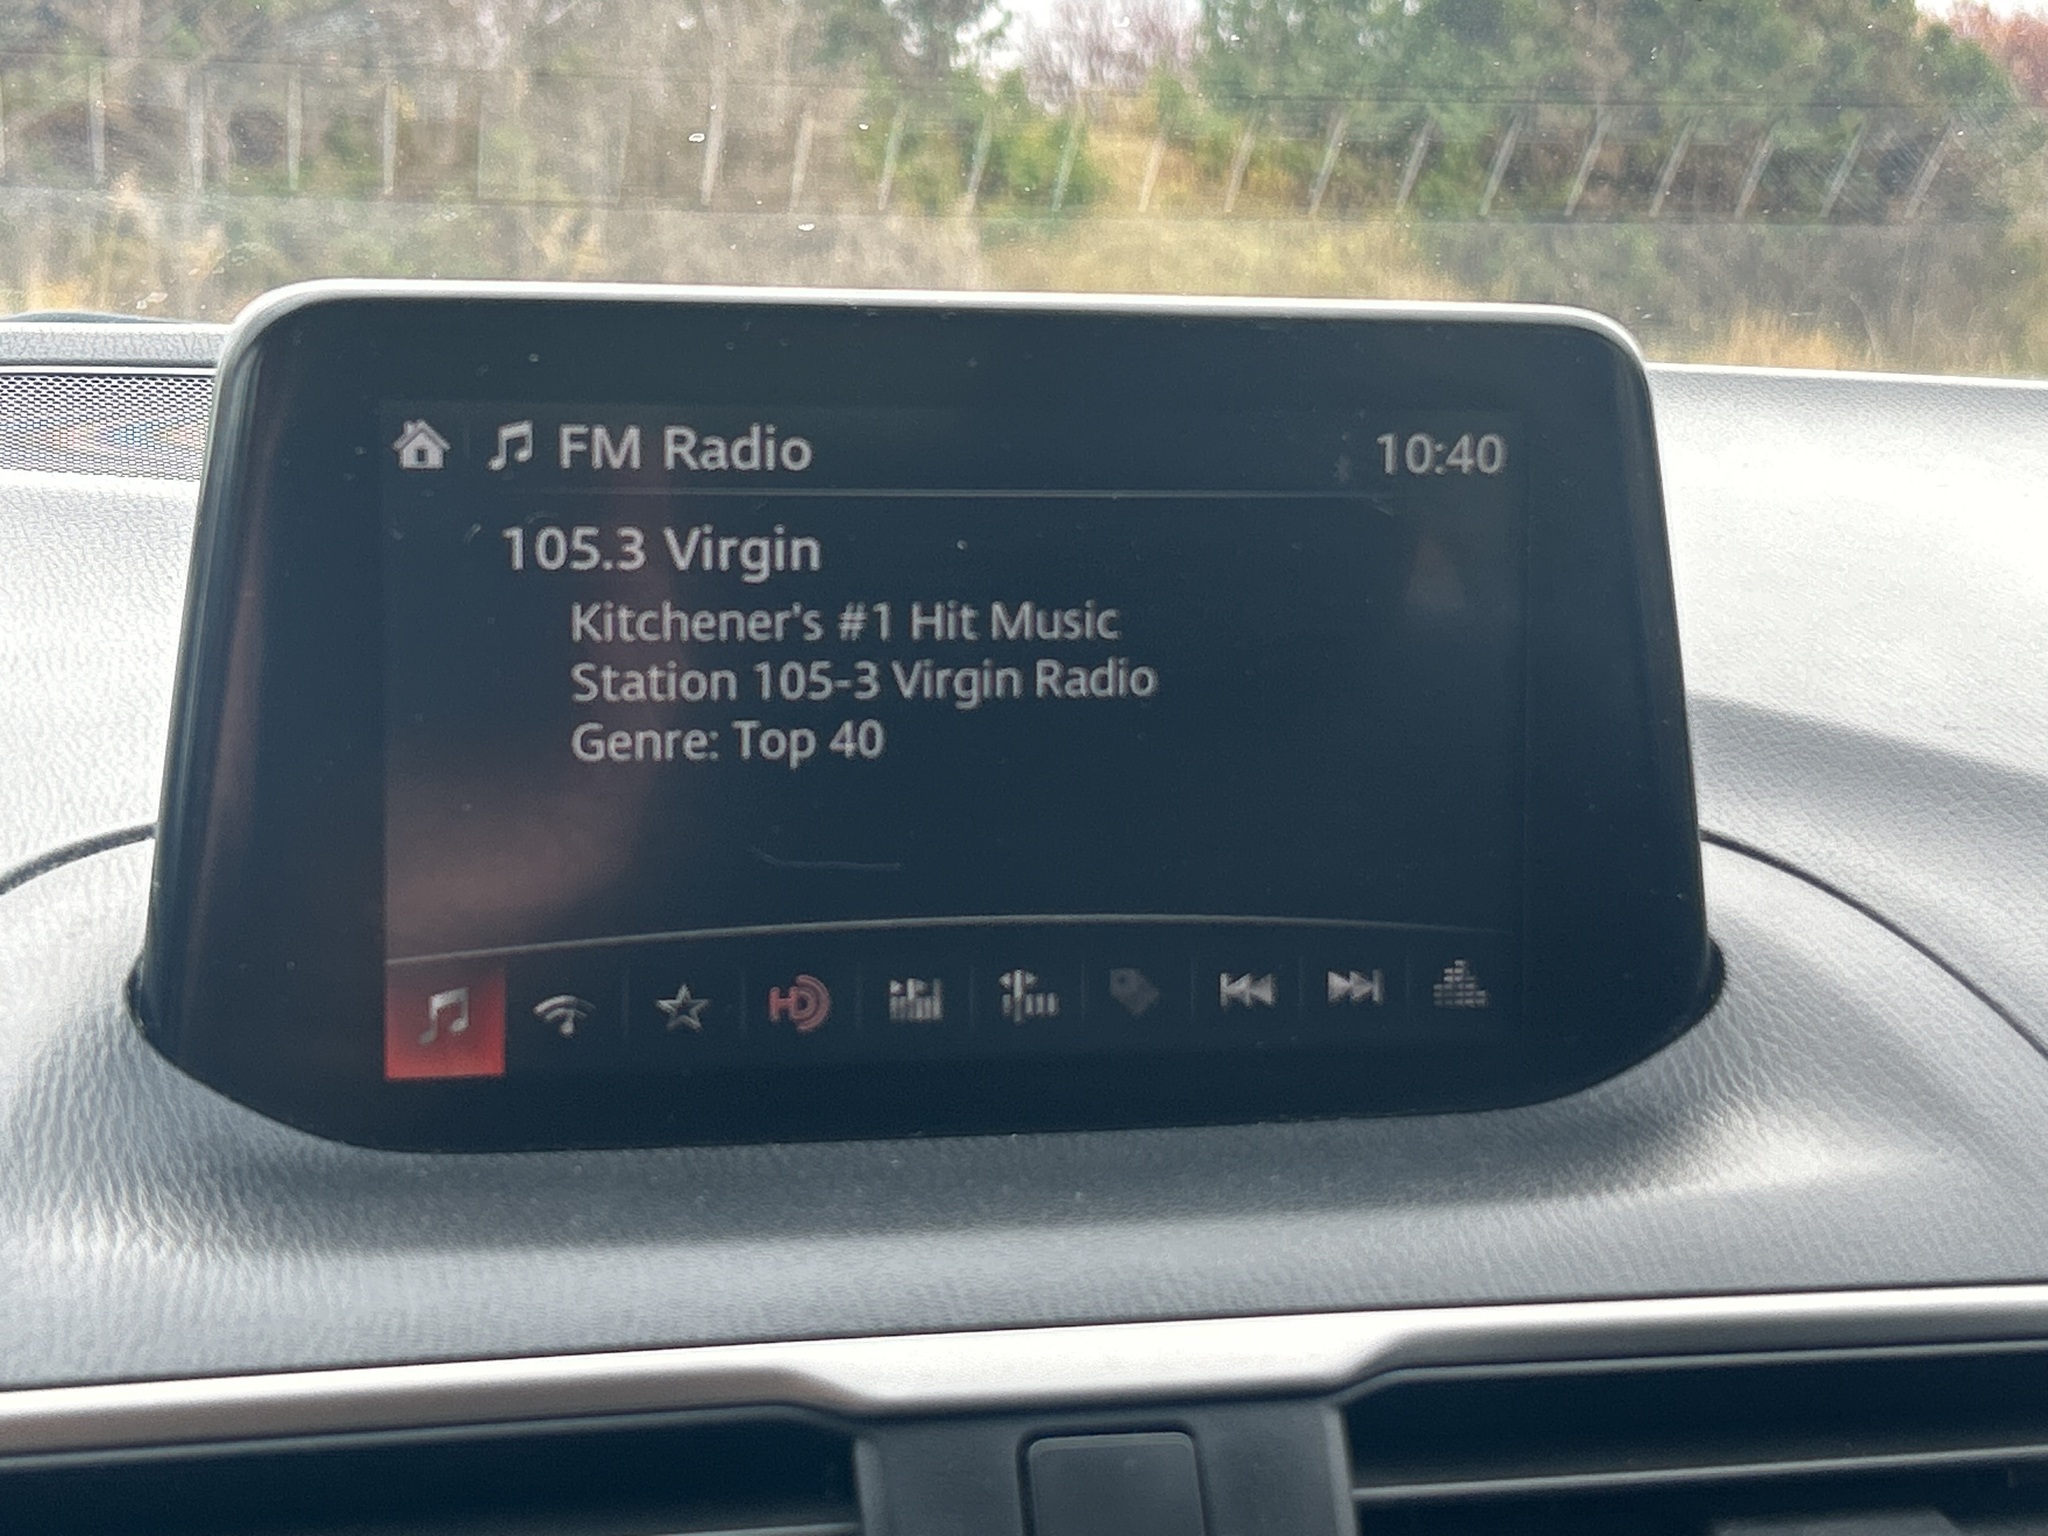 FM Radio 10:40
105.3 Virgin
Kitchener's #1 Hit Music
Station 105-3 Virgin Radio
Genre: Top 40
HD